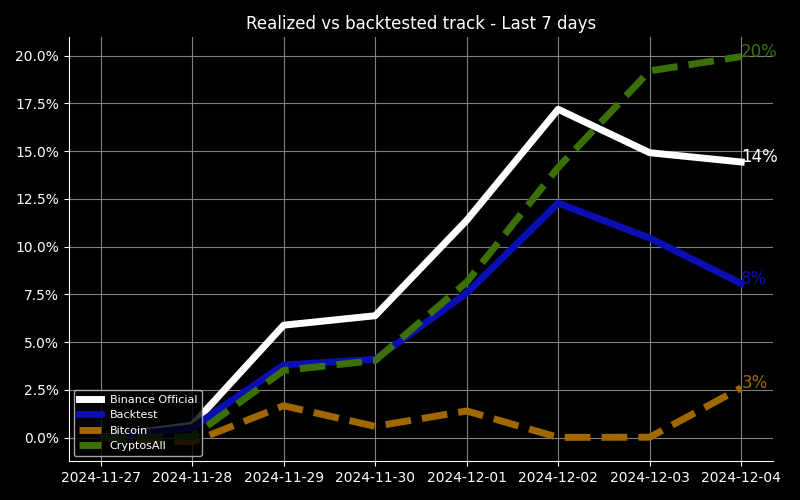 Realized vs backtested track - Last 7 days
20.0%
17.5%
15.0%
12.5%
10.0%
7.5%
5.0%
2.5%
0.0%
20%
14%
8%
3%
Binance Official
Backtest
Bitcoin
CryptosAll
2024-11-27 2024-11-28 2024-11-29 2024-11-30 2024-12-01 2024-12-02 2024-12-03 2024-12-04